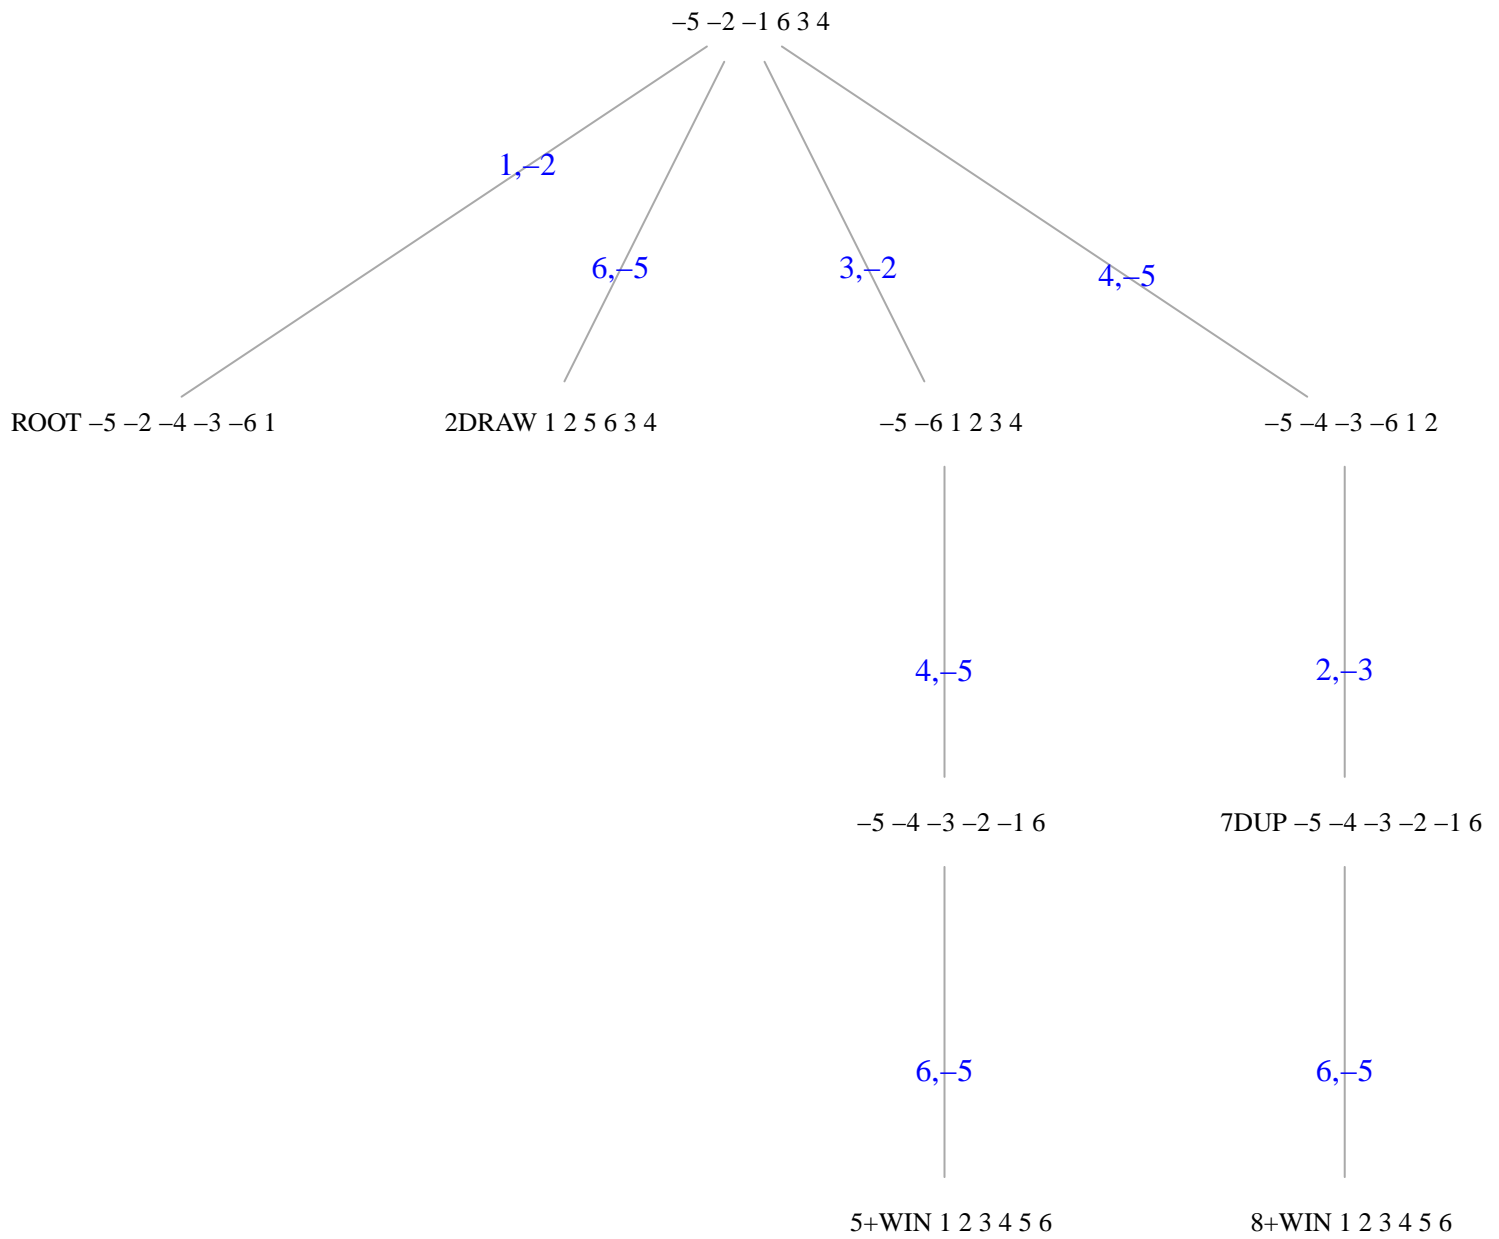 –5 –2 –1 6 3 4
1,–2
6,–5
3,–2
4,–5
ROOT –5 –2 –4 –3 –6 1
2DRAW 1 2 5 6 3 4
–5 –6 1 2 3 4
–5 –4 –3 –6 1 2
4,–5
2,–3
–5 –4 –3 –2 –1 6
7DUP –5 –4 –3 –2 –1 6
6,–5
6,–5
5+WIN 1 2 3 4 5 6
8+WIN 1 2 3 4 5 6